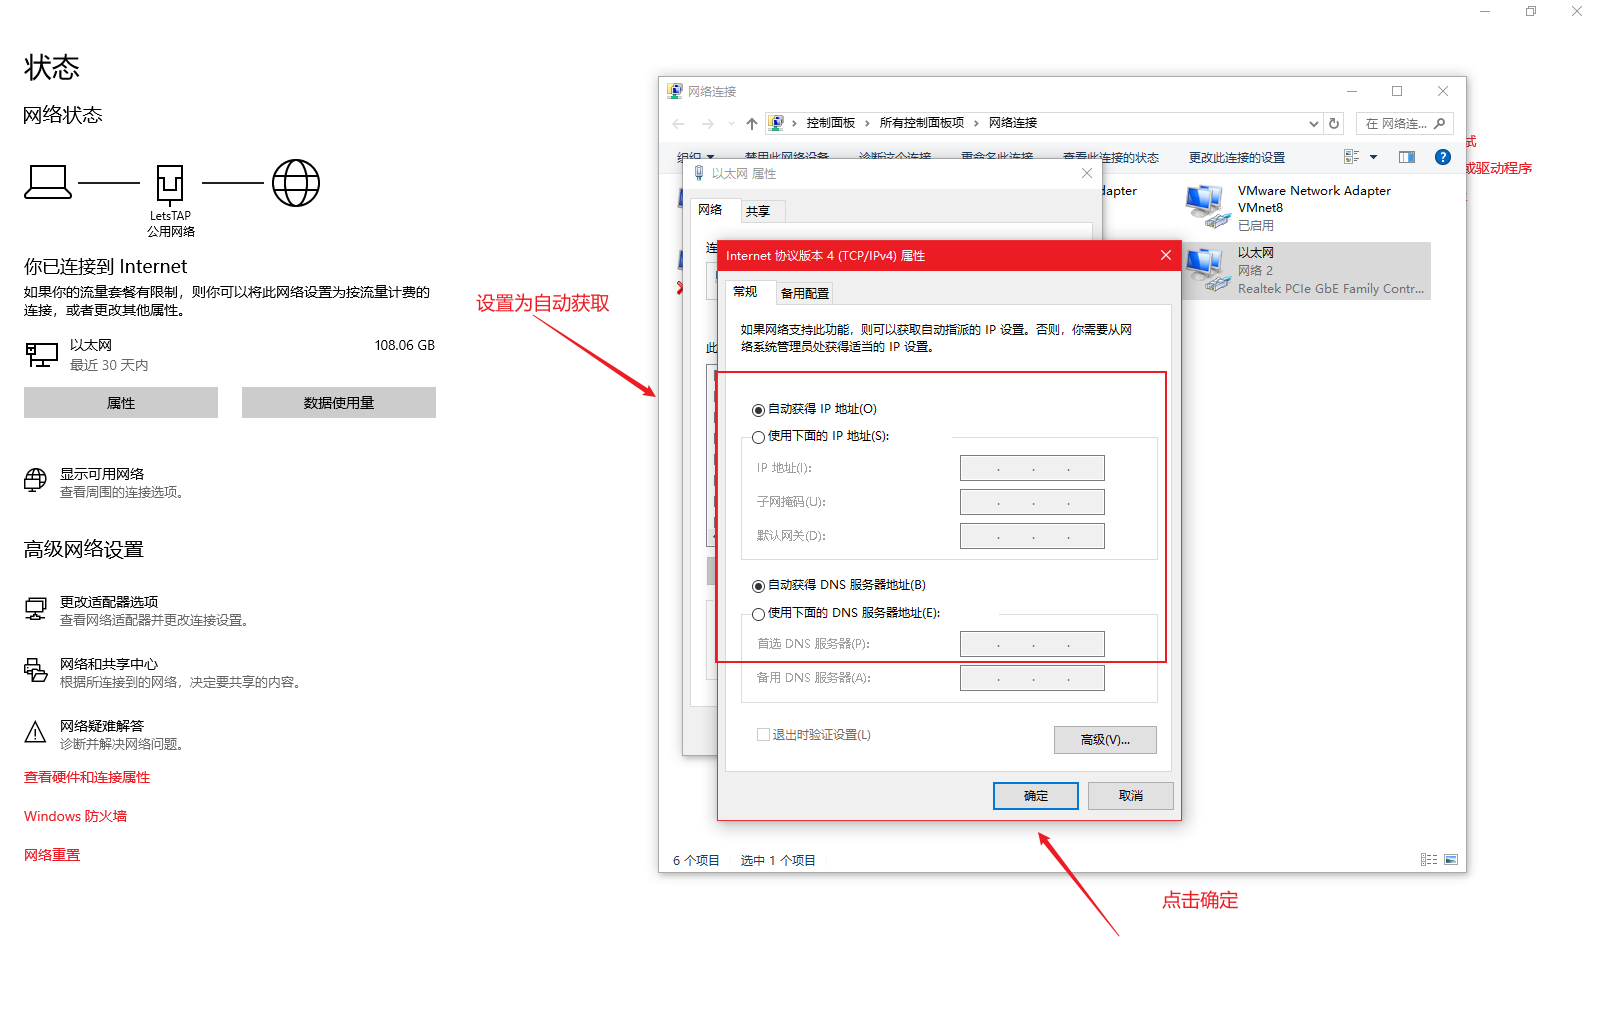 状态
网络状态
LetsTAP
公用网络
你已连接到 Internet
如果你的流量套餐有限制，则你可以将此网络设置为按流量计费的
连接，或者更改其他属性。
以太网
108.06 GB
最近 30 天内
属性
数据使用量
显示可用网络
查看周围的连接选项。
高级网络设置
更改适配器选项
查看网络适配器并更改连接设置。
网络和共享中心
根据所连接到的网络，决定要共享的内容。
网络疑难解答
诊断并解决网络问题。
查看硬件和连接属性
Windows 防火墙
网络重置
设置为自动获取
网络连接
控制面板
所有控制面板项
网络连接
在 网络连...
组织
禁用此网络设备
诊断这个连接
重命名此连接
查看此连接的状态
更改此连接的设置
试
或驱动程序
以太网 属性
网络
共享
连
此
dapter
VMware Network Adapter
VMnet8
已启用
以太网
网络 2
Realtek PCIe GbE Family Contr...
Internet 协议版本 4 (TCP/IPv4) 属性
常规
备用配置
如果网络支持此功能，则可以获取自动指派的 IP 设置。否则，你需要从网
络系统管理员处获得适当的 IP 设置。
自动获得 IP 地址(O)
使用下面的 IP 地址(S):
IP 地址(I):
子网掩码(U):
默认网关(D):
自动获得 DNS 服务器地址(B)
使用下面的 DNS 服务器地址(E):
首选 DNS 服务器(P):
备用 DNS 服务器(A):
退出时验证设置(L)
高级(V)...
确定
取消
6 个项目
选中 1 个项目
点击确定